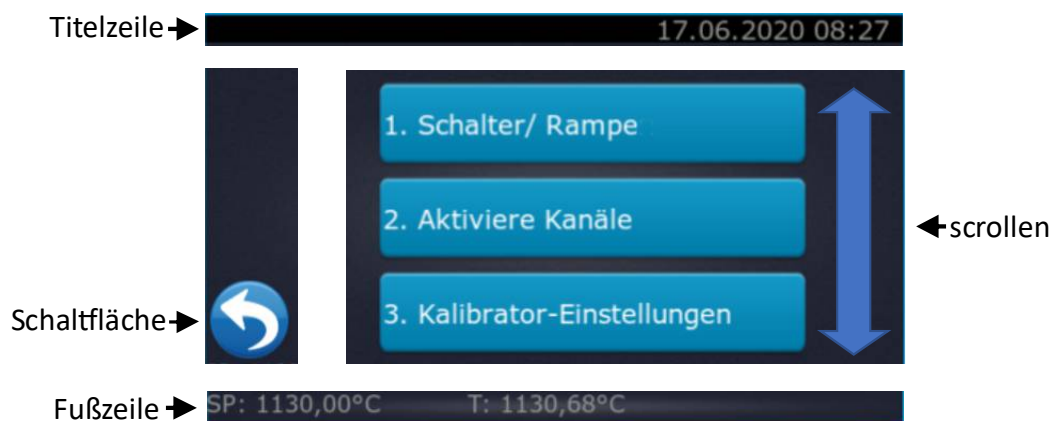 Titelzeile
17.06.2020 08:27
1. Schalter/ Rampe
2. Aktiviere Kanäle
scrollen
Schaltfläche
3. Kalibrator-Einstellungen
Fußzeile
SP: 1130,00°C T: 1130,68°C